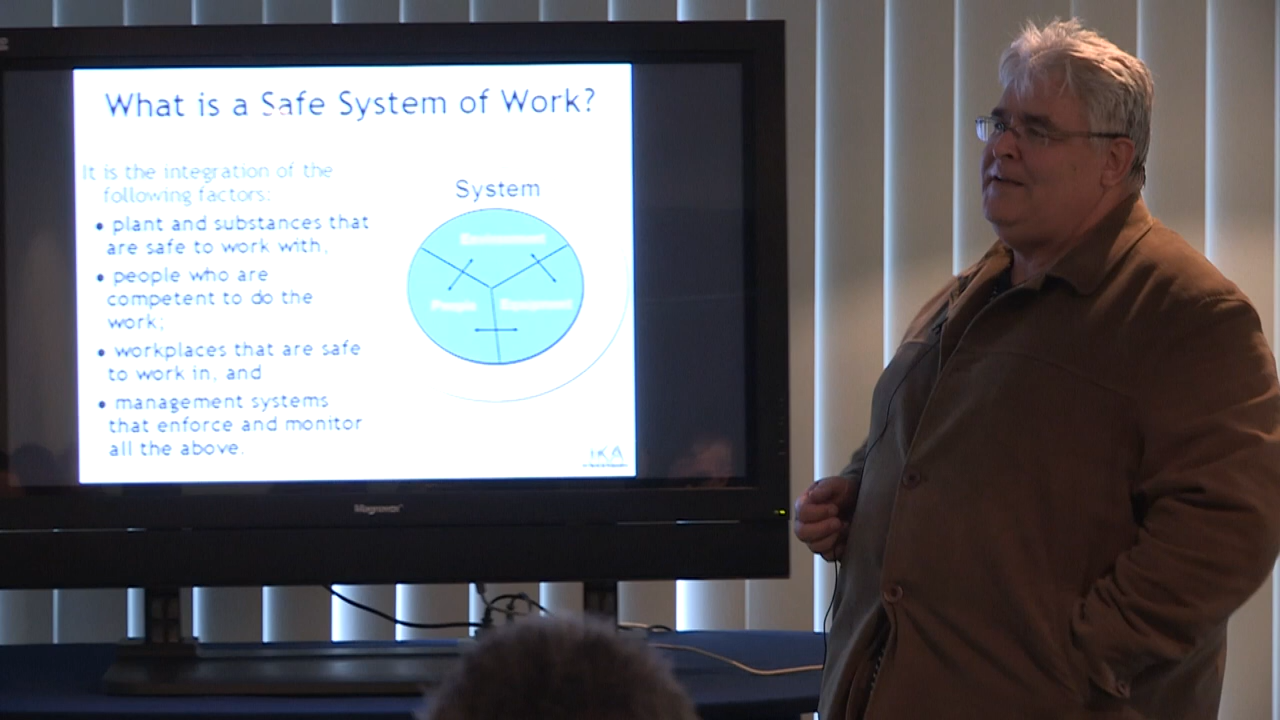 What is a Safe System of Work?
It is the integration of the
following factors:
• plant and substances that
are safe to work with,
• people who are
competent to do the
work;
• workplaces that are safe
to work in, and
• management systems
that enforce and monitor
all the above.
System
Environment
People Equipment
IKA
Magnavox